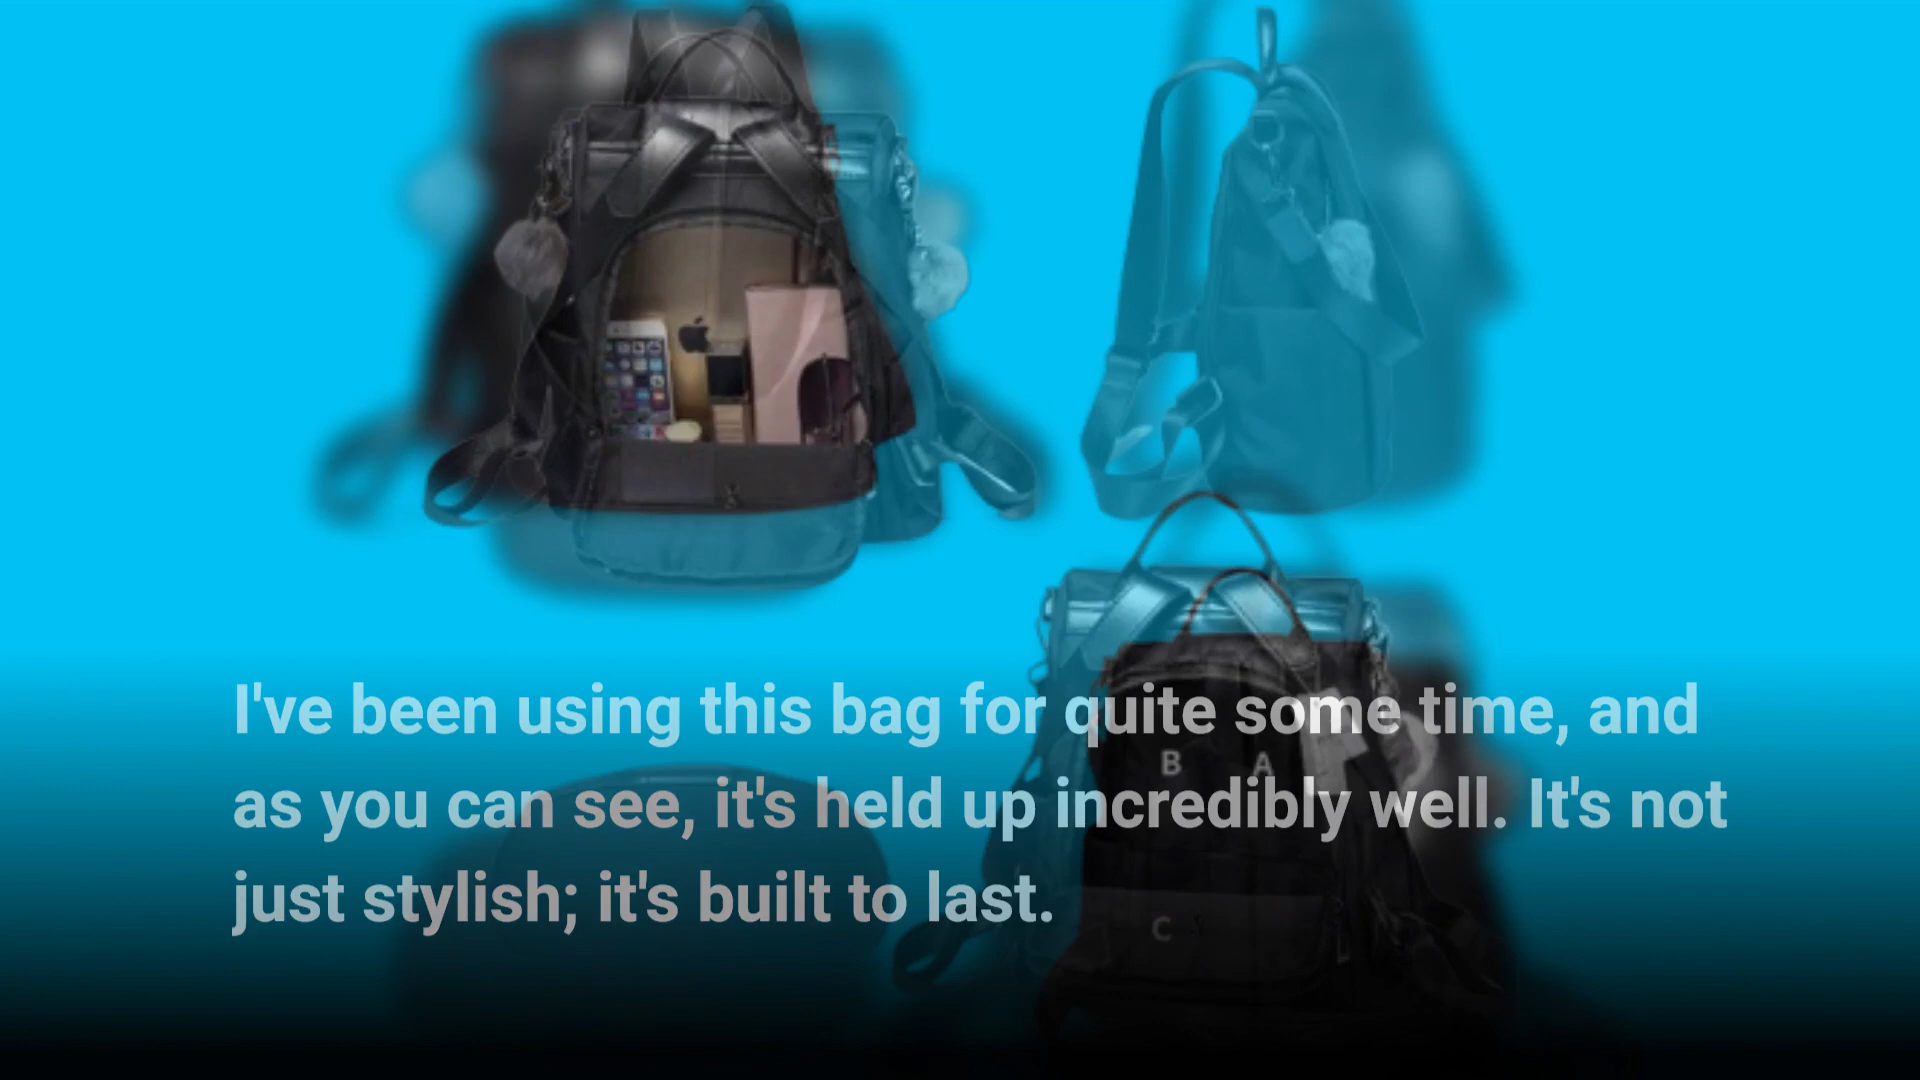 B A
C
I've been using this bag for quite some time, and
as you can see, it's held up incredibly well. It's not
just stylish; it's built to last.